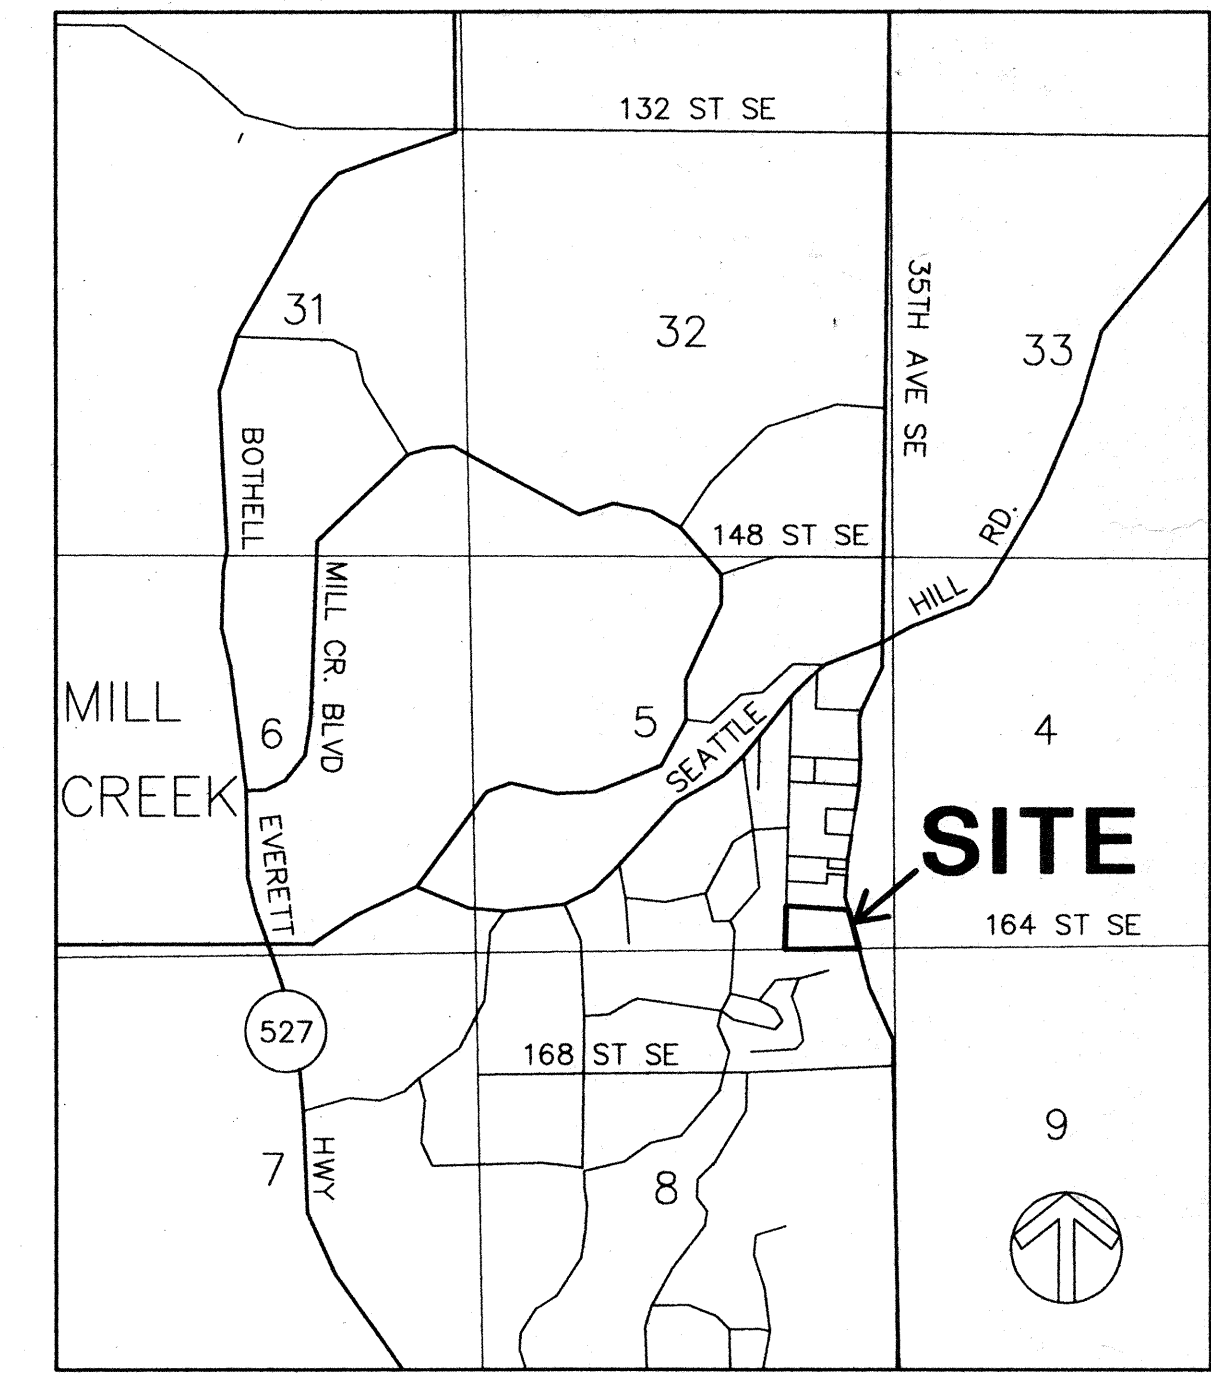 132 ST SE
31
32
33
35TH AVE SE
BOTHELL
148 ST SE
RD.
HILL
MILL CR. BLVD
MILL
CREEK
6
5
SEATTLE
4
SITE
EVERETT
164 ST SE
527
168 ST SE
HWY
7
8
9